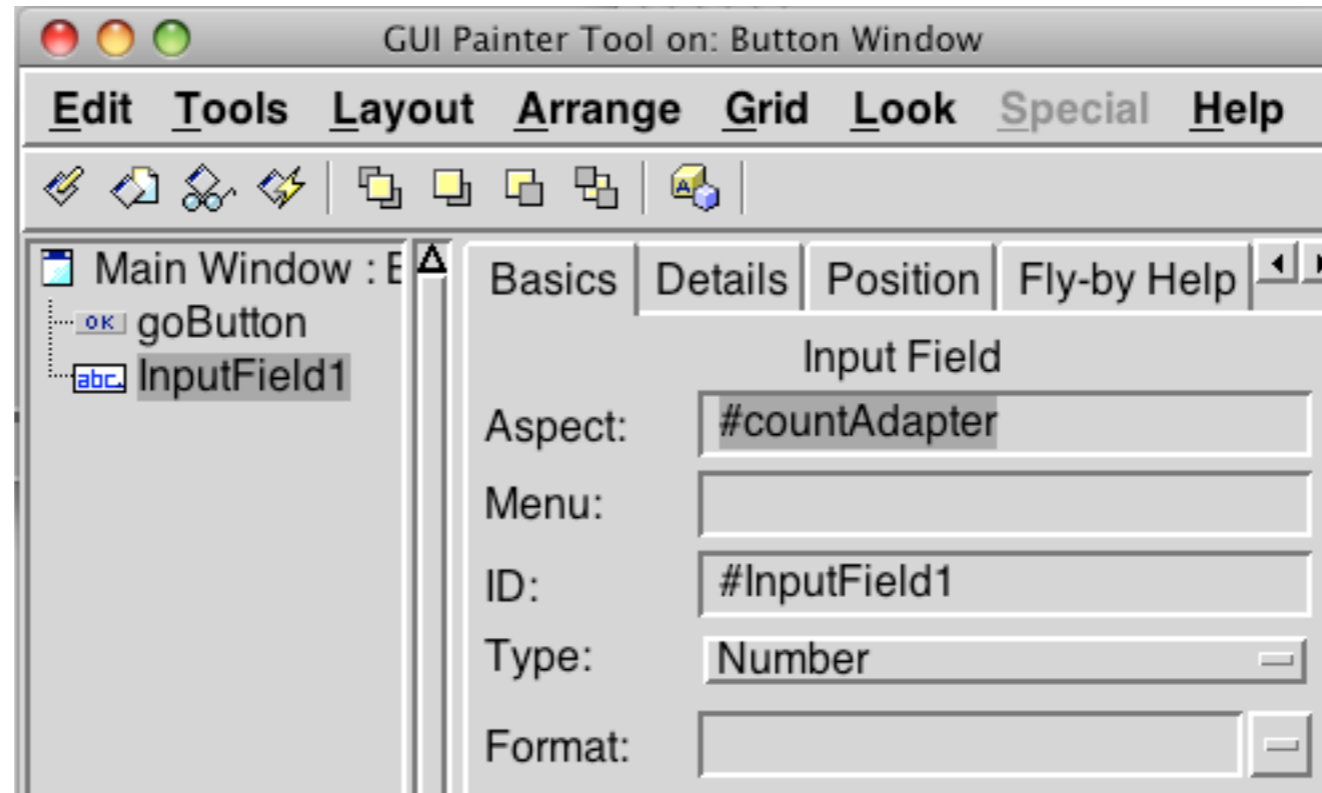 GUI Painter Tool on: Button Window
Edit Tools Layout Arrange Grid Look Special Help
A
Main Window : E
OK goButton
abc InputField1
Basics Details Position Fly-by Help
Input Field
Aspect: #countAdapter
Menu:
ID: #InputField1
Type: Number
Format: